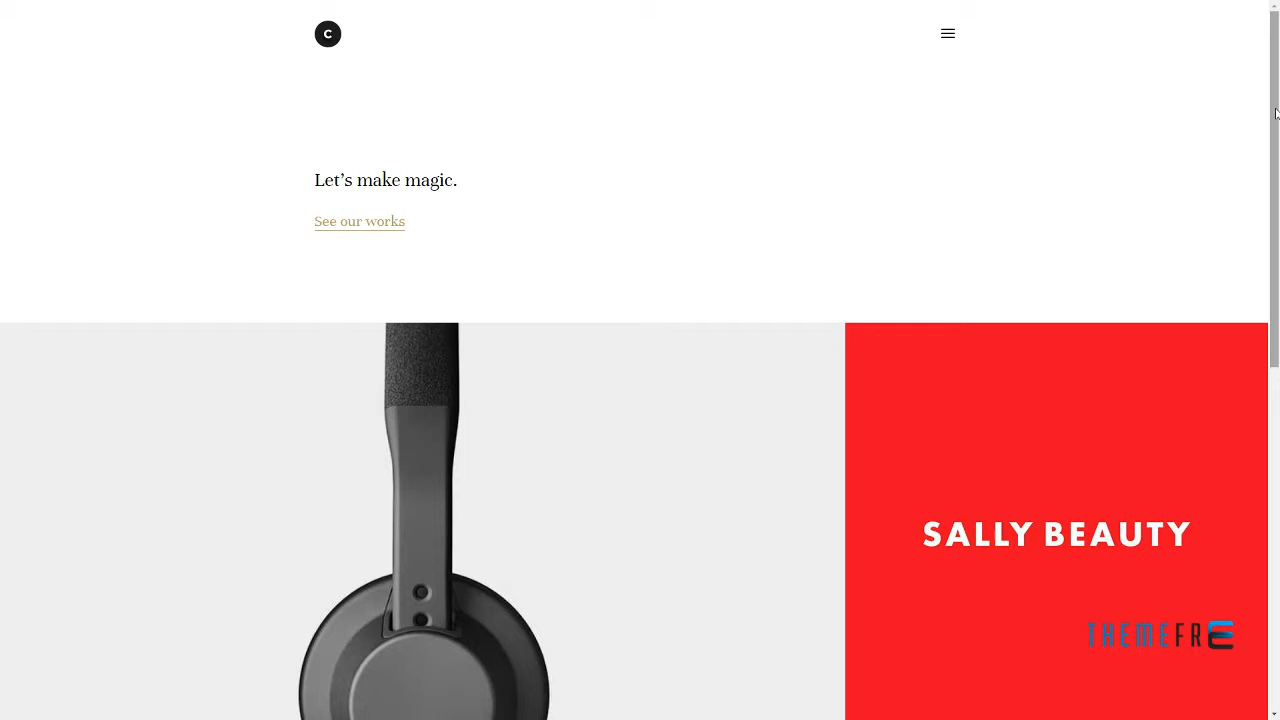 C
Let's make magic.
See our works
SALLY BEAUTY
THEMEFRE